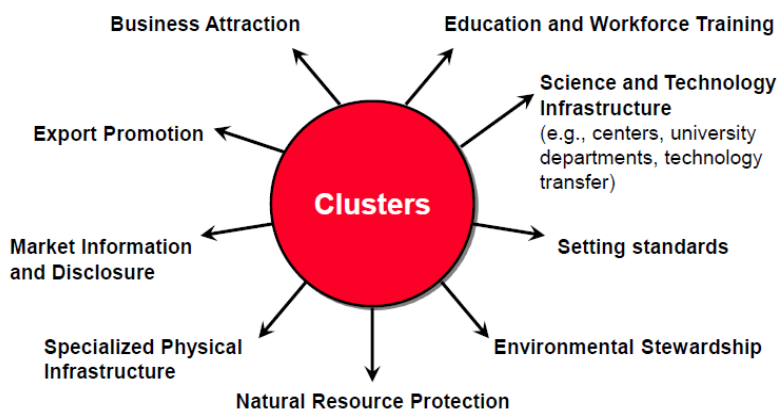 Business Attraction
Education and Workforce Training
Science and Technology
Infrastructure
(e.g., centers, university
departments, technology
transfer)
Export Promotion
Clusters
Market Information
and Disclosure
Setting standards
Specialized Physical
Infrastructure
Environmental Stewardship
Natural Resource Protection